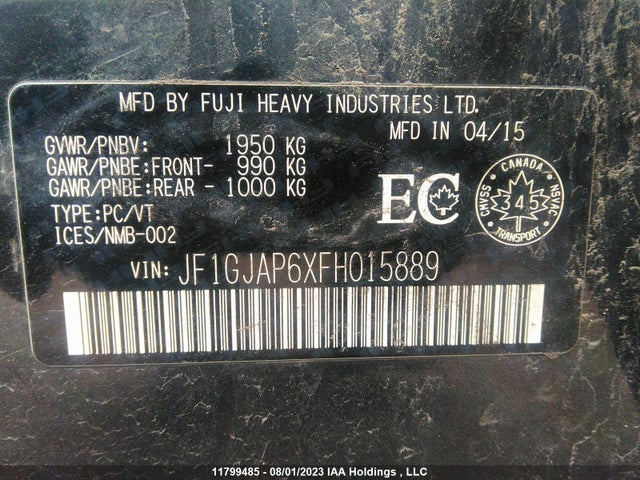 MFD BY FUJI HEAVY INDUSTRIES LTD.
GVWR/PNBV: 1950 KG MFD IN 04/15
GAWR/PNBE:FRONT- 990 KG
GAWR/PNBE:REAR - 1000 KG
TYPE:PC/VT
ICES/NMB-002
EC
CANADA
CMVSS 345 NSVAC
TRANSPORT
VIN: JF1GJAP6XFH015889
11799485 - 08/01/2023 IAA Holdings , LLC